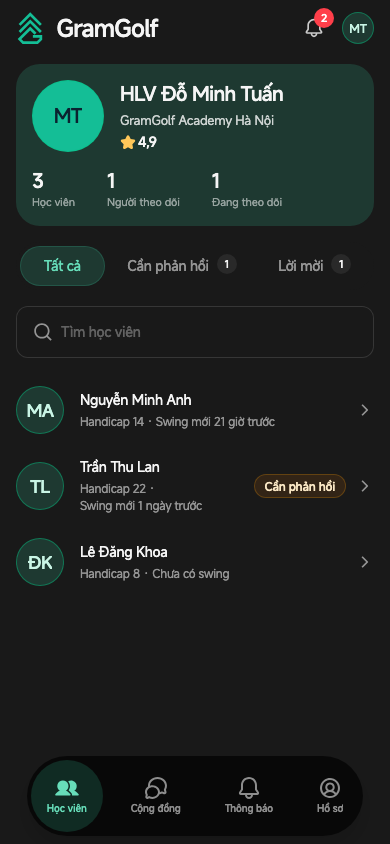 GramGolf
2
MT
MT
HLV Đỗ Minh Tuấn
GramGolf Academy Hà Nội
4,9
3
1
1
Học viên
Người theo dõi
Đang theo dõi
Tất cả
Cần phản hồi
1
Lời mời
1
Tìm học viên
MA
Nguyễn Minh Anh
Handicap 14 · Swing mới 21 giờ trước
TL
Trần Thu Lan
Handicap 22 ·
Swing mới 1 ngày trước
Cần phản hồi
ĐK
Lê Đăng Khoa
Handicap 8 · Chưa có swing
Học viên
Cộng đồng
Thông báo
Hồ sơ